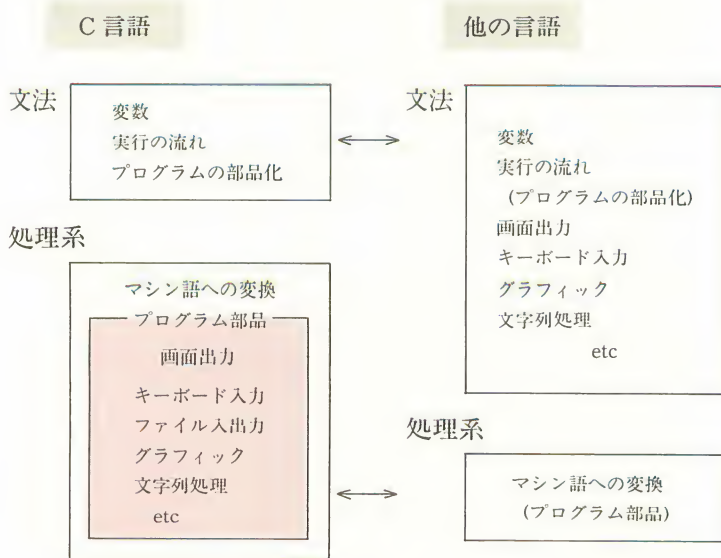 C 言語
文法
変数
実行の流れ
プログラムの部品化
処理系
マシン語への変換
プログラム部品
画面出力
キーボード入力
ファイル入出力
グラフィック
文字列処理
etc
他の言語
文法
変数
実行の流れ
(プログラムの部品化)
画面出力
キーボード入力
グラフィック
文字列処理
etc
処理系
マシン語への変換
(プログラム部品)